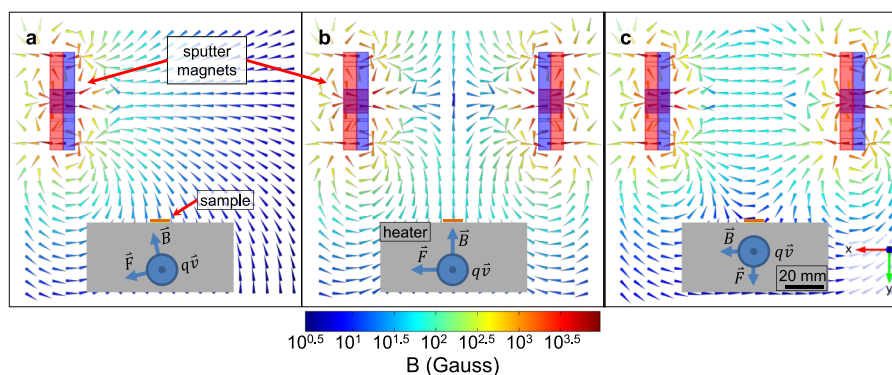 a
sputter
magnets
sample
B⃗
F⃗
qv⃗
b
heater
B⃗
F⃗
qv⃗
c
B⃗
qv⃗
F⃗
20 mm
x
y
10^0.5 10^1 10^1.5 10^2 10^2.5 10^3 10^3.5
B (Gauss)